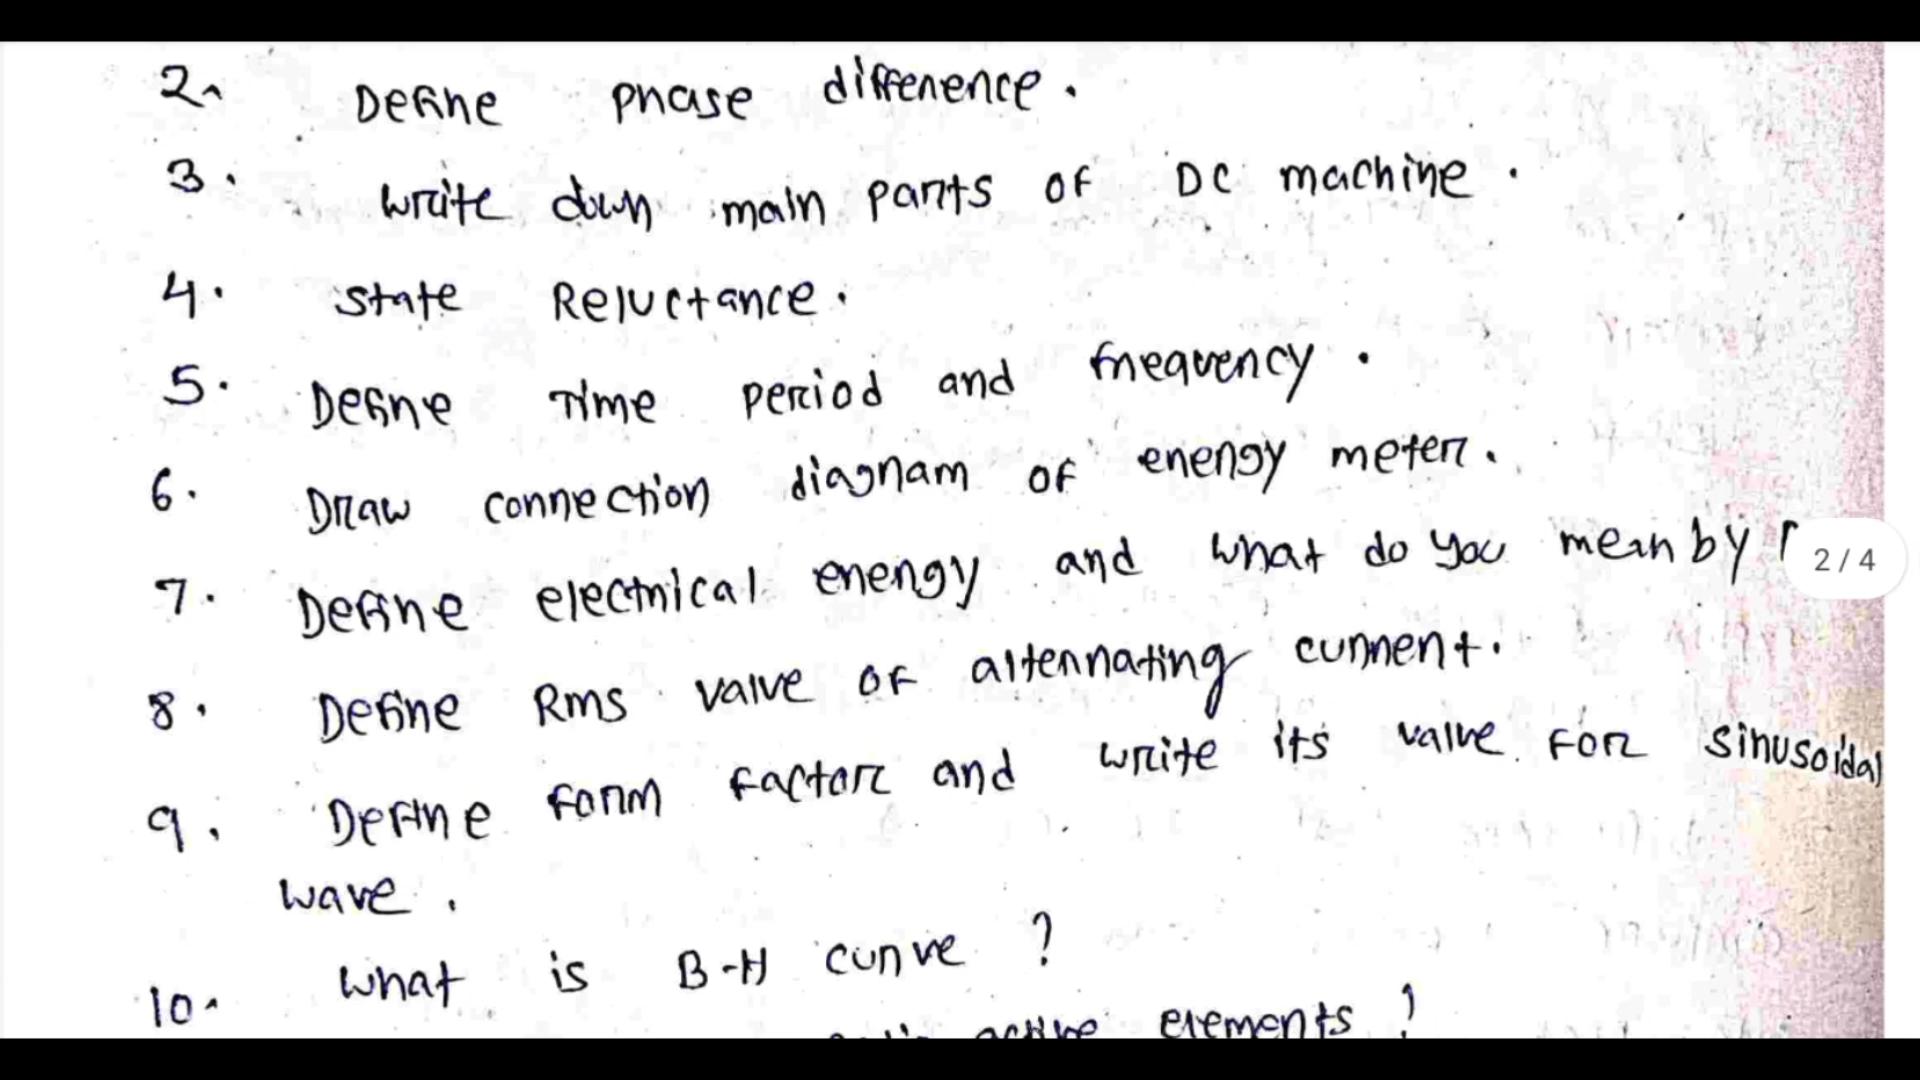 2. Define phase difference.
3. Write down main parts of DC machine.
4. State Reluctance.
5. Define Time period and frequency.
6. Draw connection diagram of energy meter.
7. Define electrical energy and what do you mean by
2 / 4
8. Define Rms value of alternating current.
9. Define form factor and write its value for sinusoidal
wave.
10. What is B-H curve ?
active elements ?